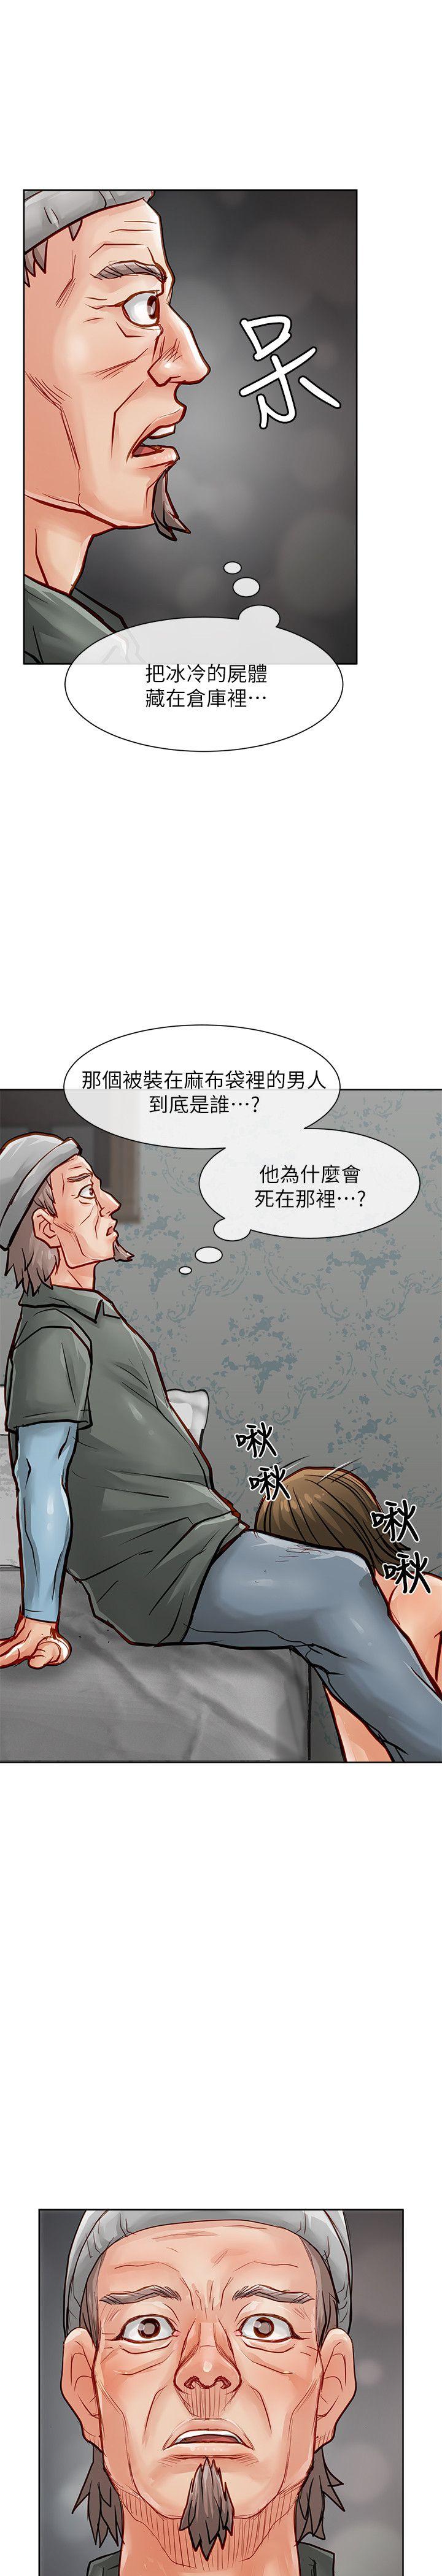 呆
把冰冷的屍體
藏在倉庫裡…
那個被裝在麻布袋裡的男人
到底是誰…?
他為什麼會
死在那裡…?
啾
啾
啾
啾